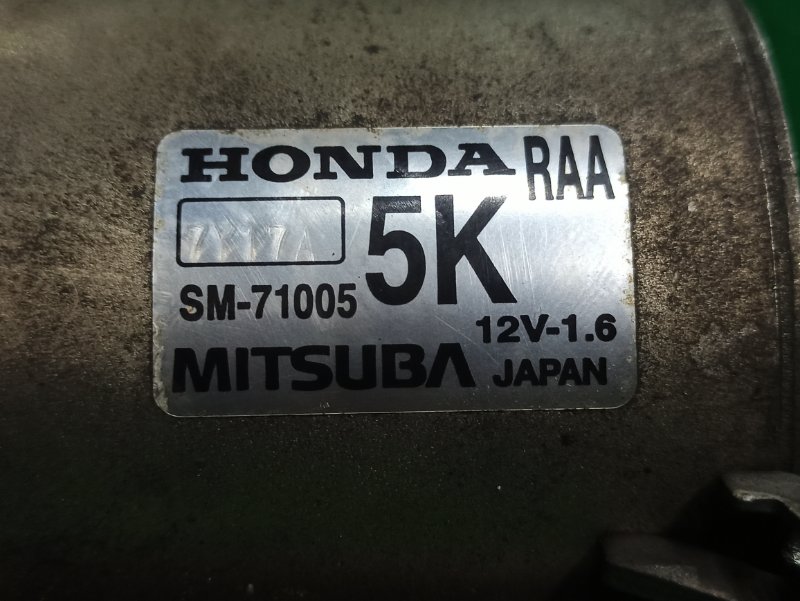 HONDA RAA
5K
SM-71005
12V-1.6
MITSUBA JAPAN